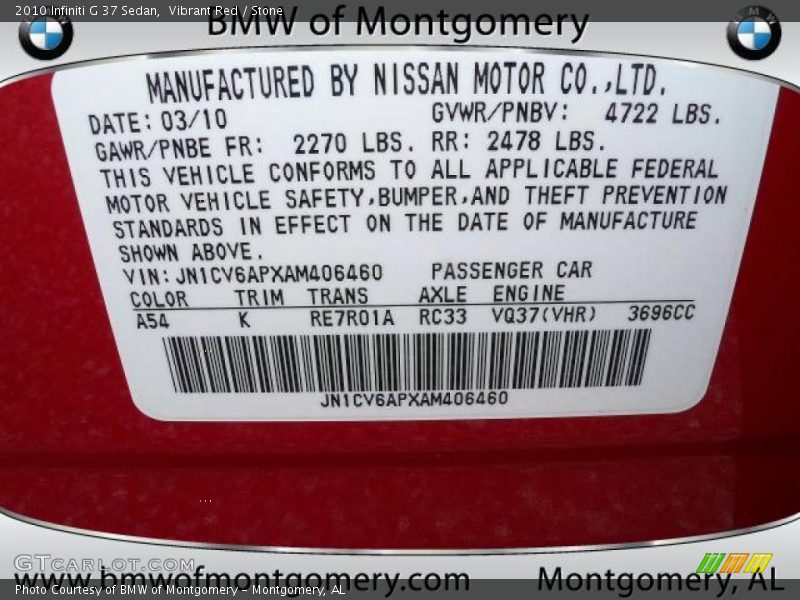 2010 Infiniti G 37 Sedan, Vibrant Red / Stone
BMW of Montgomery
MANUFACTURED BY NISSAN MOTOR CO.,LTD.
DATE: 03/10 GVWR/PNBV: 4722 LBS.
GAWR/PNBE FR: 2270 LBS. RR: 2478 LBS.
THIS VEHICLE CONFORMS TO ALL APPLICABLE FEDERAL
MOTOR VEHICLE SAFETY,BUMPER,AND THEFT PREVENTION
STANDARDS IN EFFECT ON THE DATE OF MANUFACTURE
SHOWN ABOVE.
VIN: JN1CV6APXAM406460 PASSENGER CAR
COLOR TRIM TRANS AXLE ENGINE
A54 K RE7R01A RC33 VQ37(VHR) 3696CC
JN1CV6APXAM406460
GTcarlot.com
www.bmwofmontgomery.com Montgomery, AL
Photo Courtesy of BMW of Montgomery - Montgomery, AL